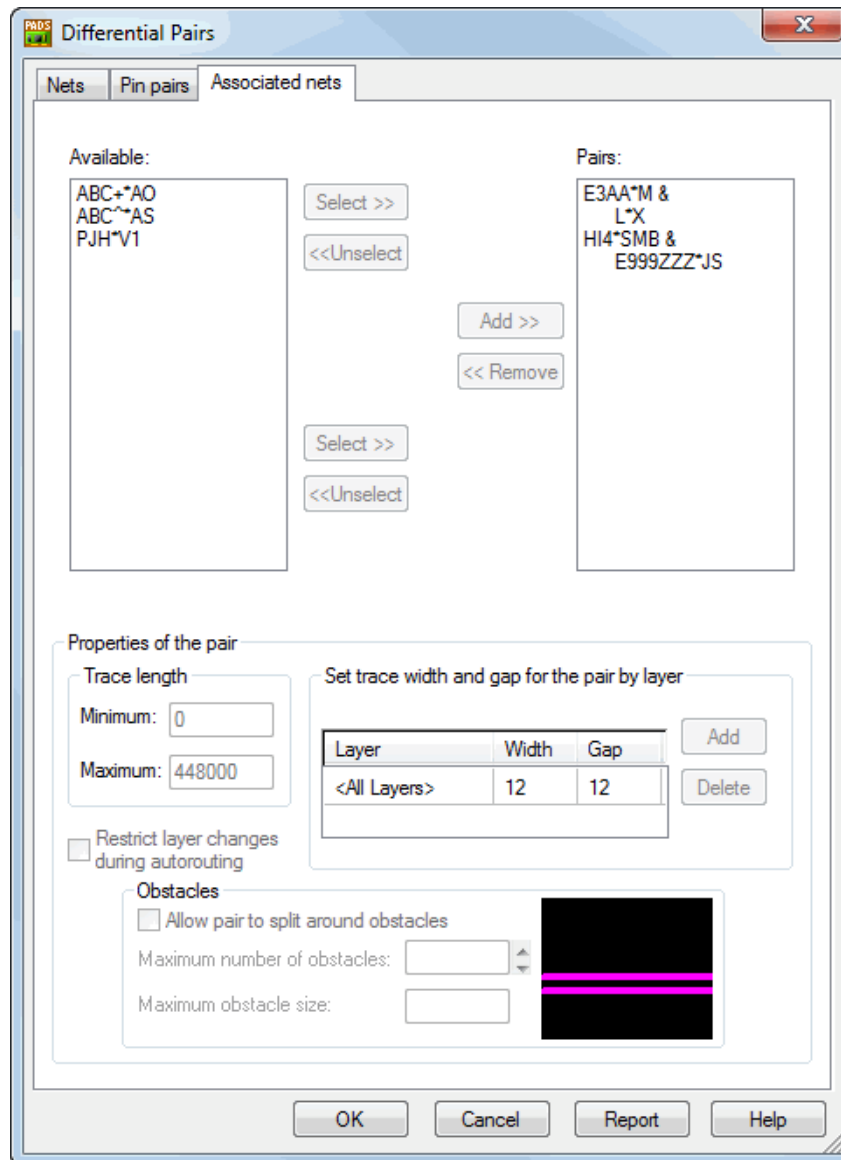 PADS
Differential Pairs
Nets
Pin pairs
Associated nets
Available:
Pairs:
ABC+*AO
ABC^*AS
PJH*V1
Select >>
<<Unselect
Add >>
<< Remove
Select >>
<<Unselect
E3AA*M &
L*X
HI4*SMB &
E999ZZZ*JS
Properties of the pair
Trace length
Minimum: 0
Maximum: 448000
Set trace width and gap for the pair by layer
Layer Width Gap
<All Layers> 12 12
Add
Delete
Restrict layer changes
during autorouting
Obstacles
Allow pair to split around obstacles
Maximum number of obstacles:
Maximum obstacle size:
OK
Cancel
Report
Help